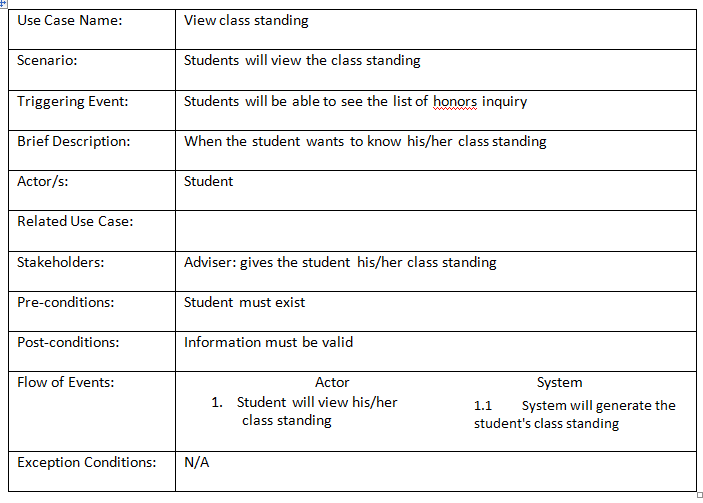 Use Case Name: View class standing
Scenario: Students will view the class standing
Triggering Event: Students will be able to see the list of honors inquiry
Brief Description: When the student wants to know his/her class standing
Actor/s: Student
Related Use Case:
Stakeholders: Adviser: gives the student his/her class standing
Pre-conditions: Student must exist
Post-conditions: Information must be valid
Flow of Events: Actor System
1. Student will view his/her
class standing
1.1 System will generate the
student's class standing
Exception Conditions: N/A